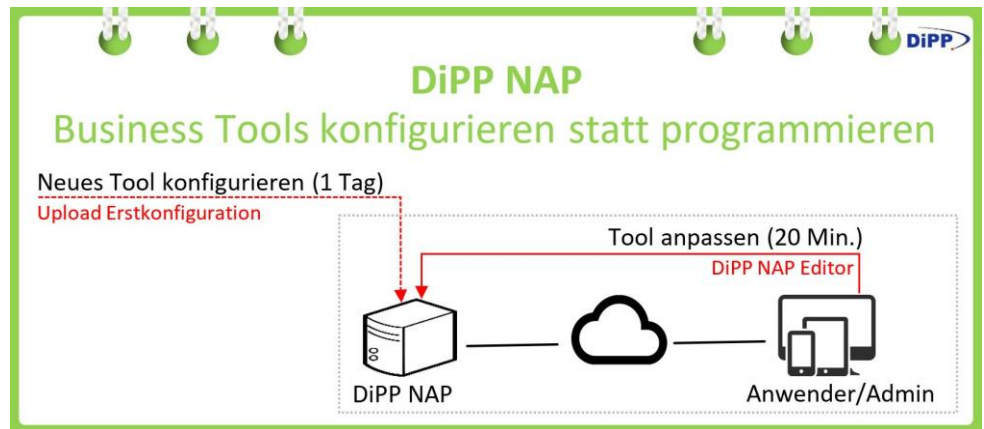 DiPP
DiPP NAP
Business Tools konfigurieren statt programmieren
Neues Tool konfigurieren (1 Tag)
Upload Erstkonfiguration
Tool anpassen (20 Min.)
DiPP NAP Editor
DiPP NAP
Anwender/Admin